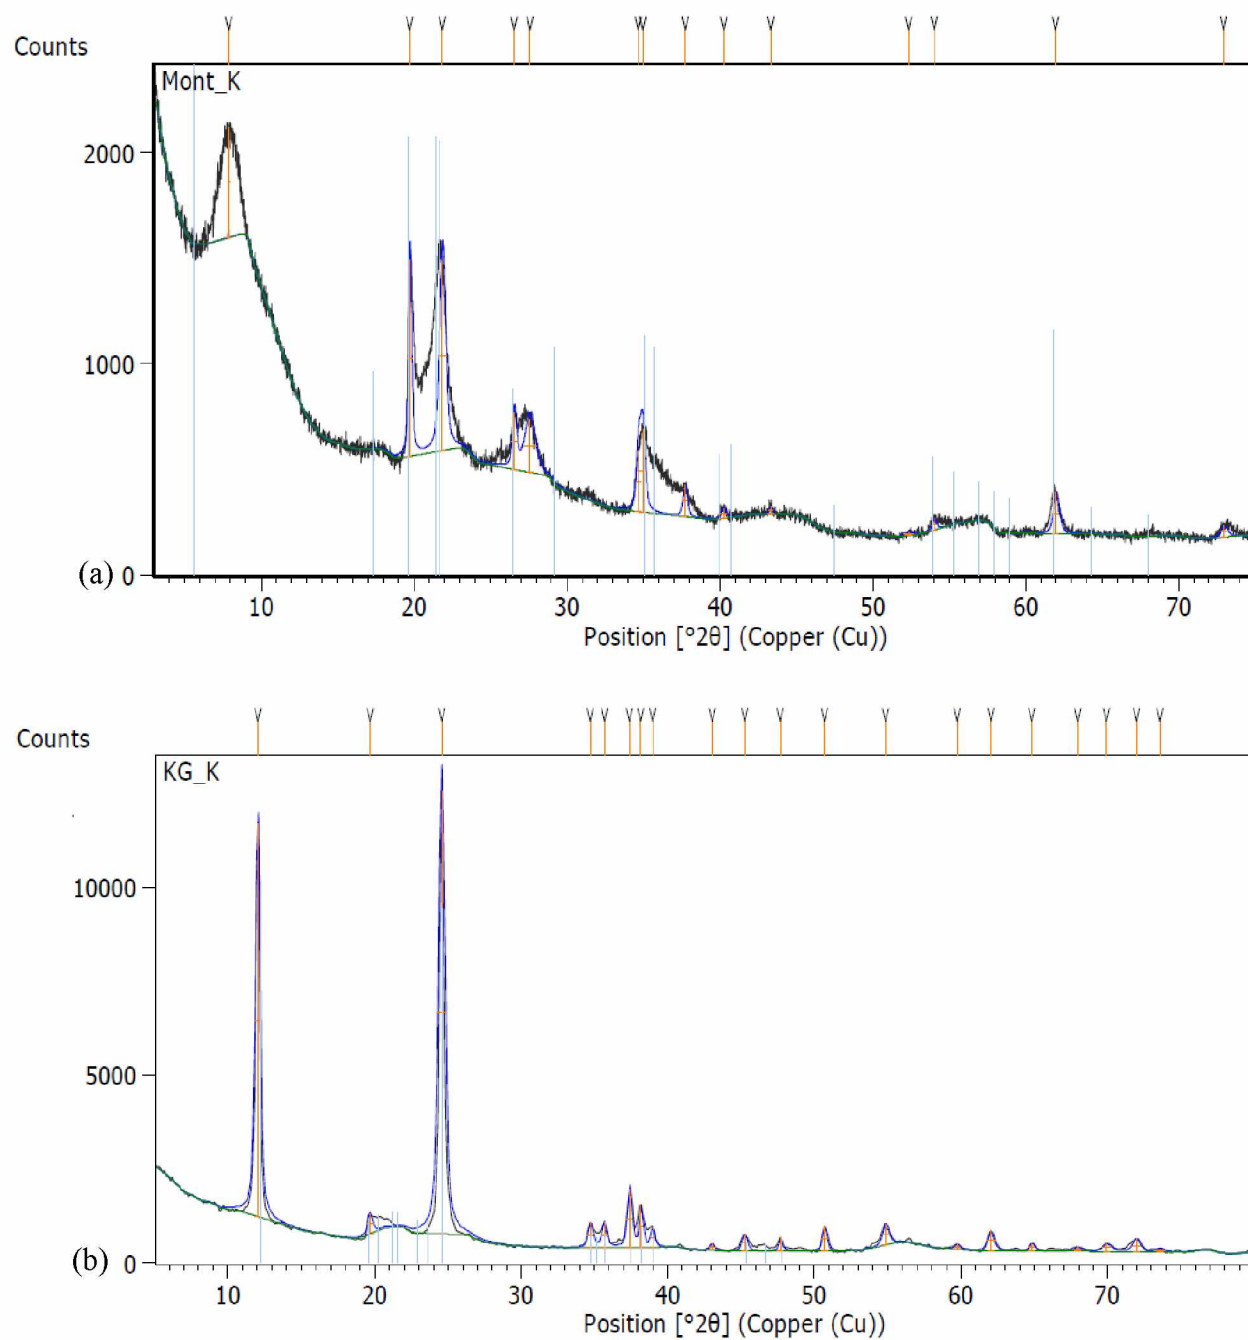 Counts
Mont_K
2000
1000
0
(a)
10 20 30 40 50 60 70
Position [°2θ] (Copper (Cu))
Counts
KG_K
10000
5000
0
(b)
10 20 30 40 50 60 70
Position [°2θ] (Copper (Cu))